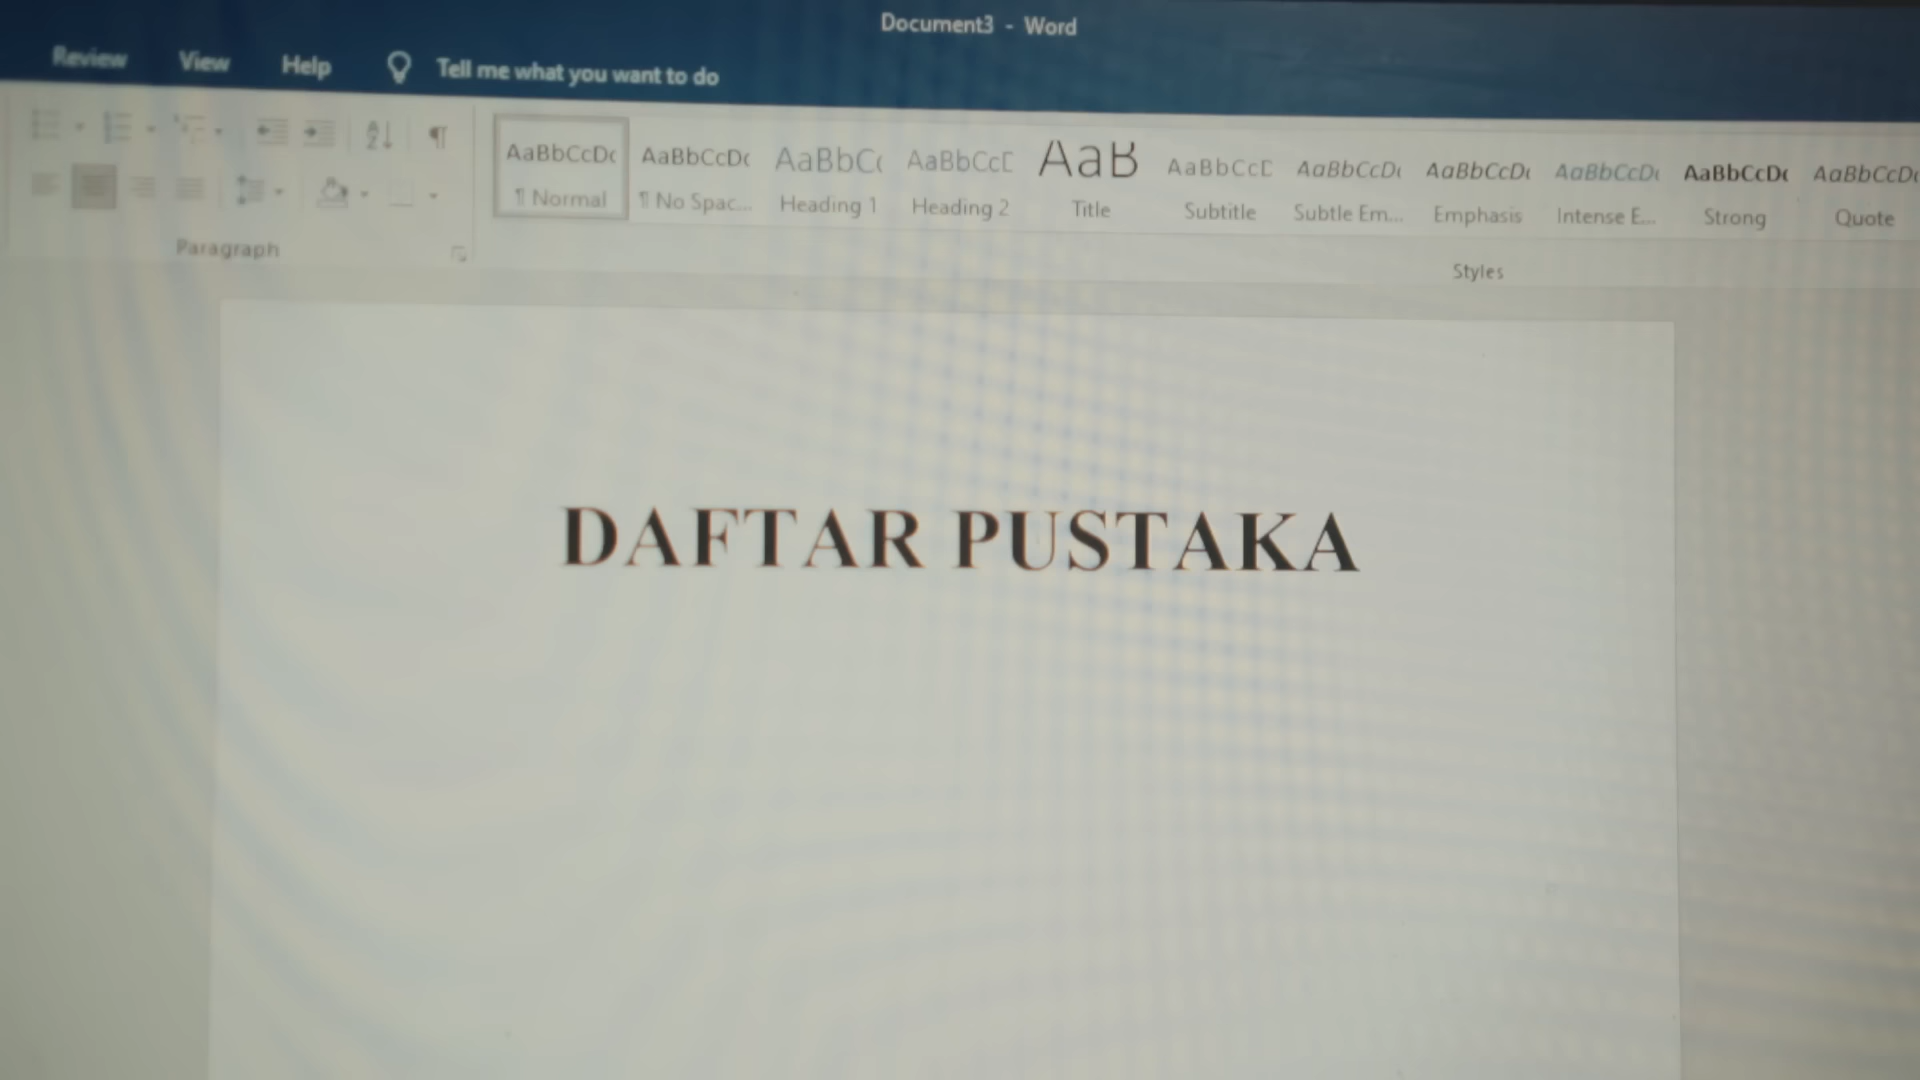 Document3 - Word
Review View Help Tell me what you want to do
AaBbCcDc AaBbCcDc AaBbCc AaBbCcD AaB AaBbCcD AaBbCcDc AaBbCcDc AaBbCcDc AaBbCcDc AaBbCcDc
¶ Normal ¶ No Spac... Heading 1 Heading 2 Title Subtitle Subtle Em... Emphasis Intense E... Strong Quote
Paragraph
Styles
DAFTAR PUSTAKA